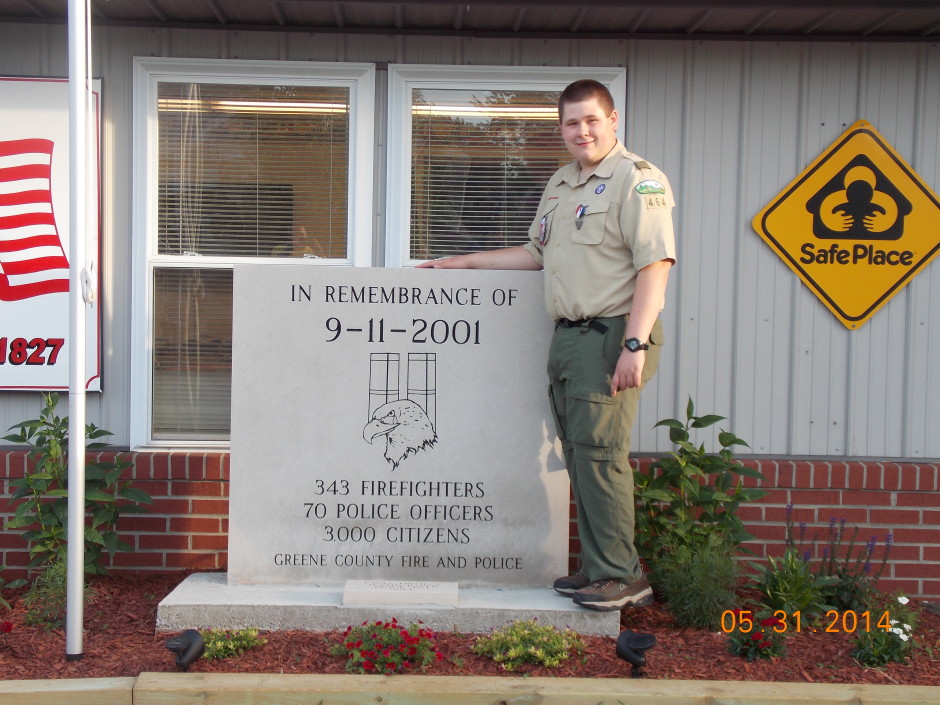 IN REMEMBRANCE OF
9-11-2001
343 FIREFIGHTERS
70 POLICE OFFICERS
3,000 CITIZENS
GREENE COUNTY FIRE AND POLICE
1827
464
Safe Place
05.31.2014